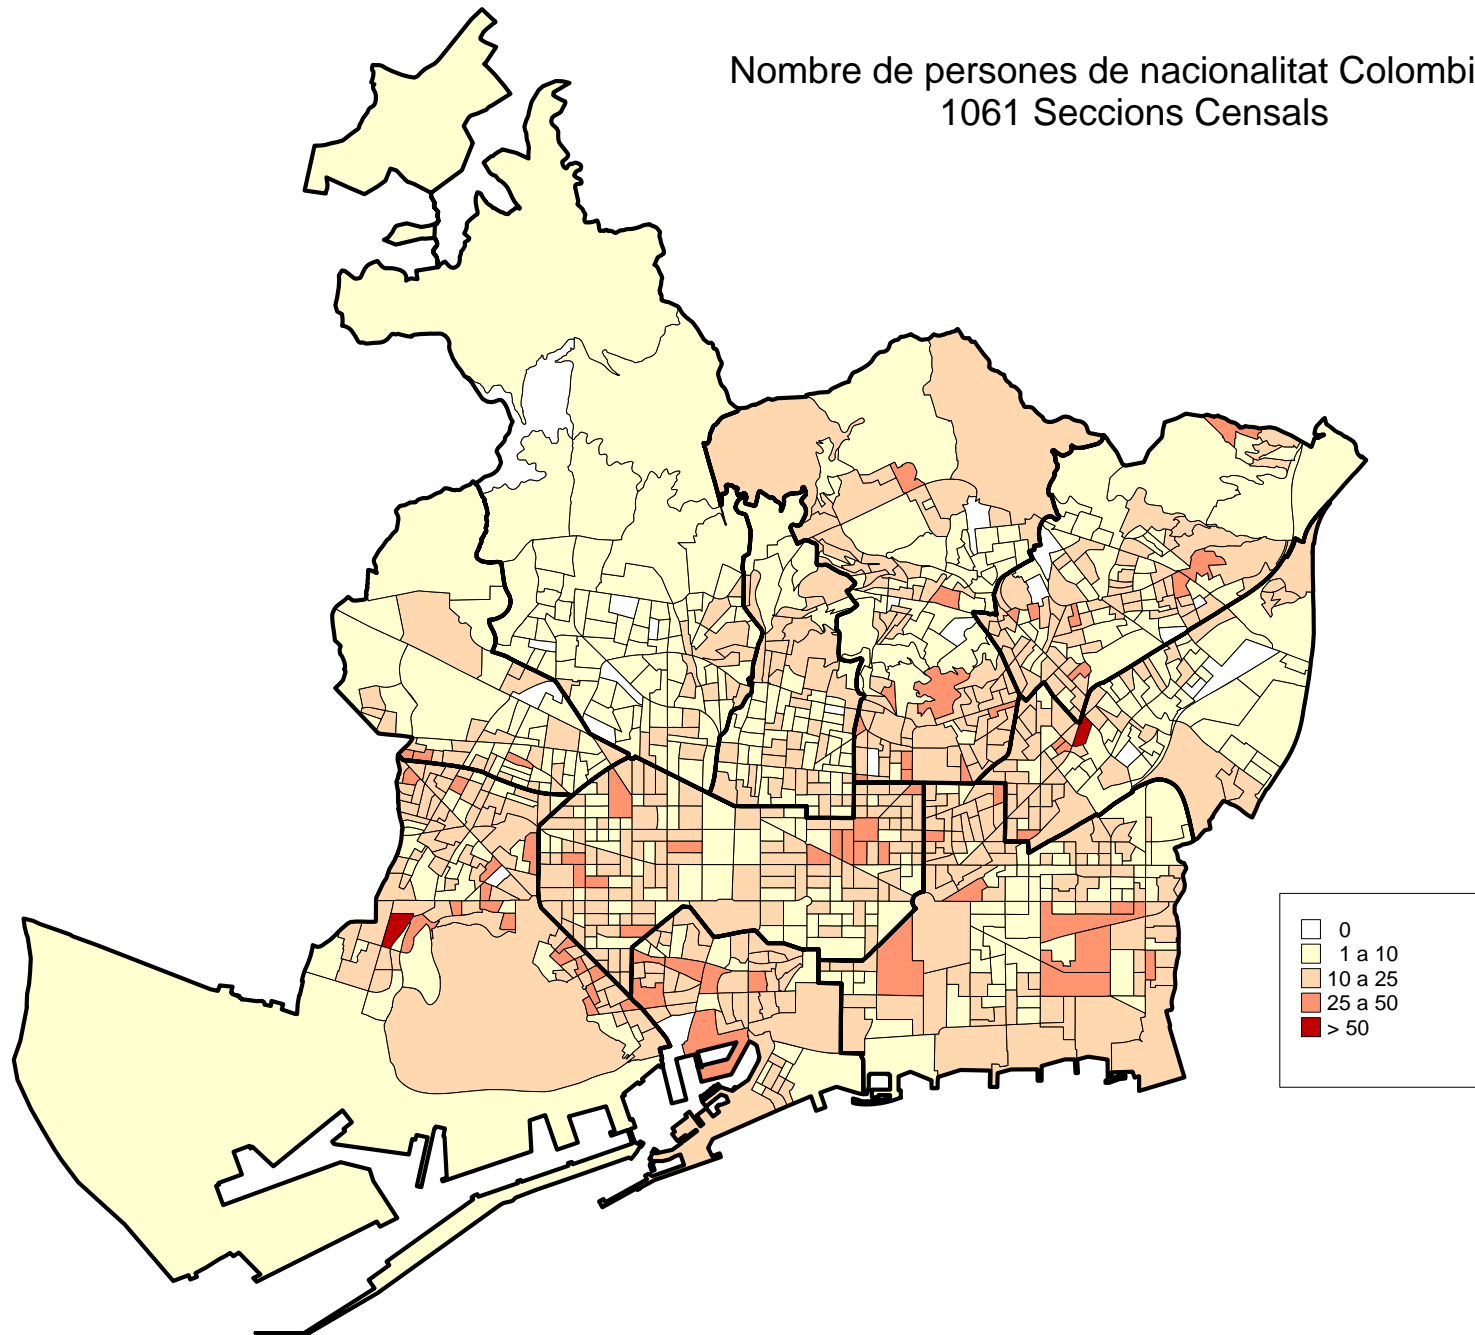 Nombre de persones de nacionalitat Colombi
1061 Seccions Censals
0
1 a 10
10 a 25
25 a 50
> 50